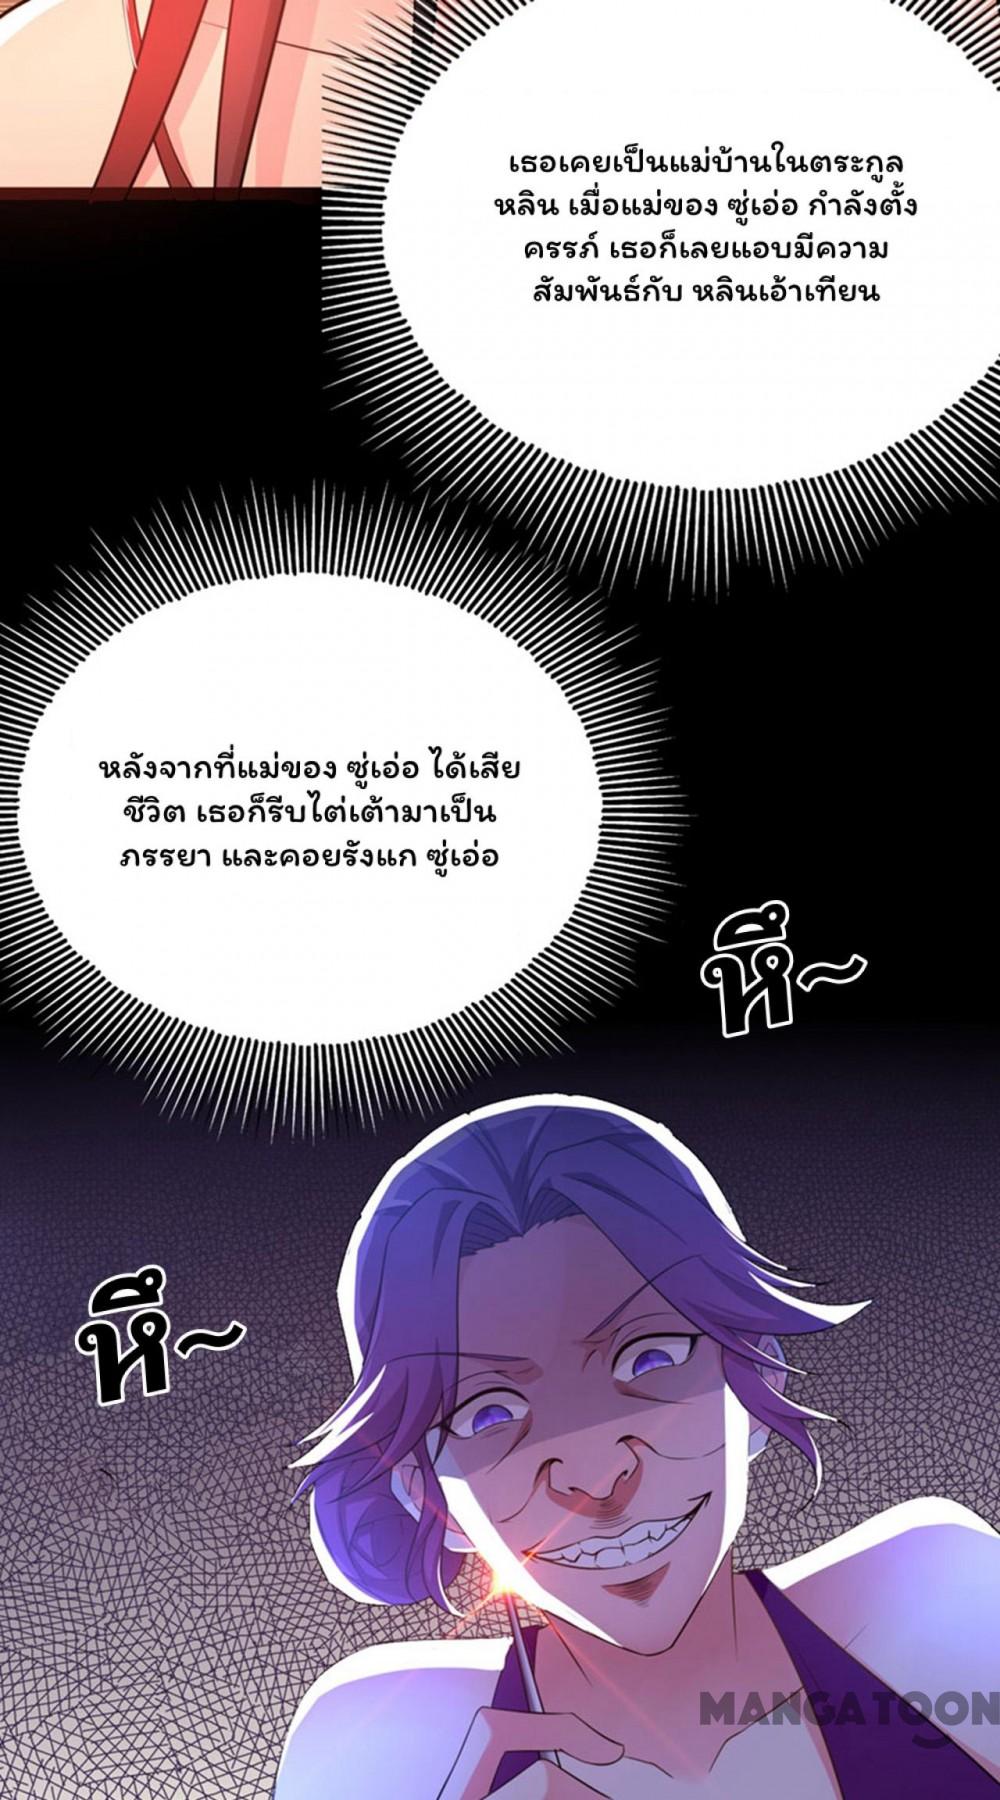 เธอเคยเป็นแม่บ้านในตระกูล
หลิน เมื่อแม่ของ ซู่เอ่อ กำลังตั้ง
ครรภ์ เธอก็เลยแอบมีความ
สัมพันธ์กับ หลินเอ้าเทียน
หลังจากที่แม่ของ ซู่เอ่อ ได้เสีย
ชีวิต เธอก็รีบไต่เต้ามาเป็น
ภรรยา และคอยรังแก ซู่เอ่อ
หึ~
หึ~
MANGATOON